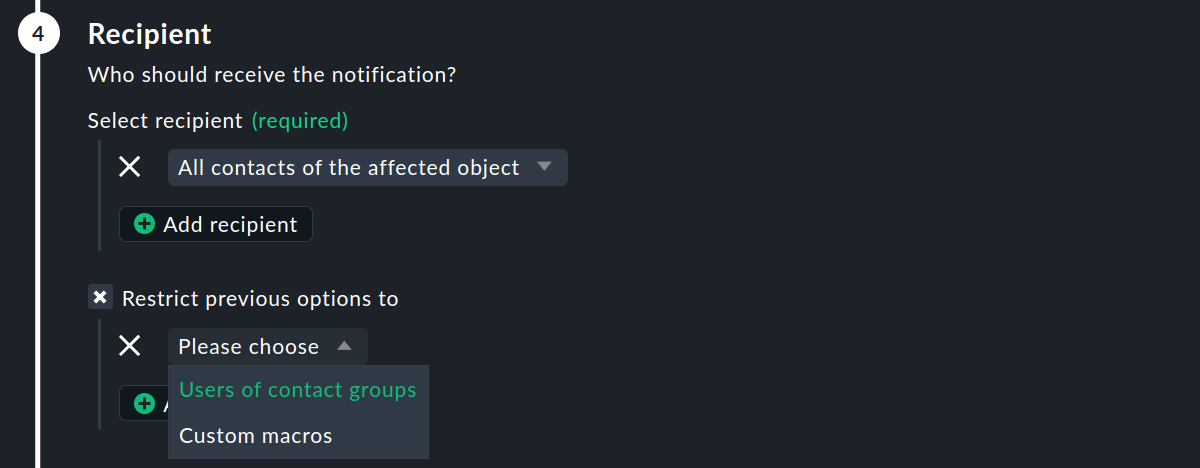 4
Recipient
Who should receive the notification?
Select recipient (required)
All contacts of the affected object
Add recipient
Restrict previous options to
Please choose
Users of contact groups
Custom macros